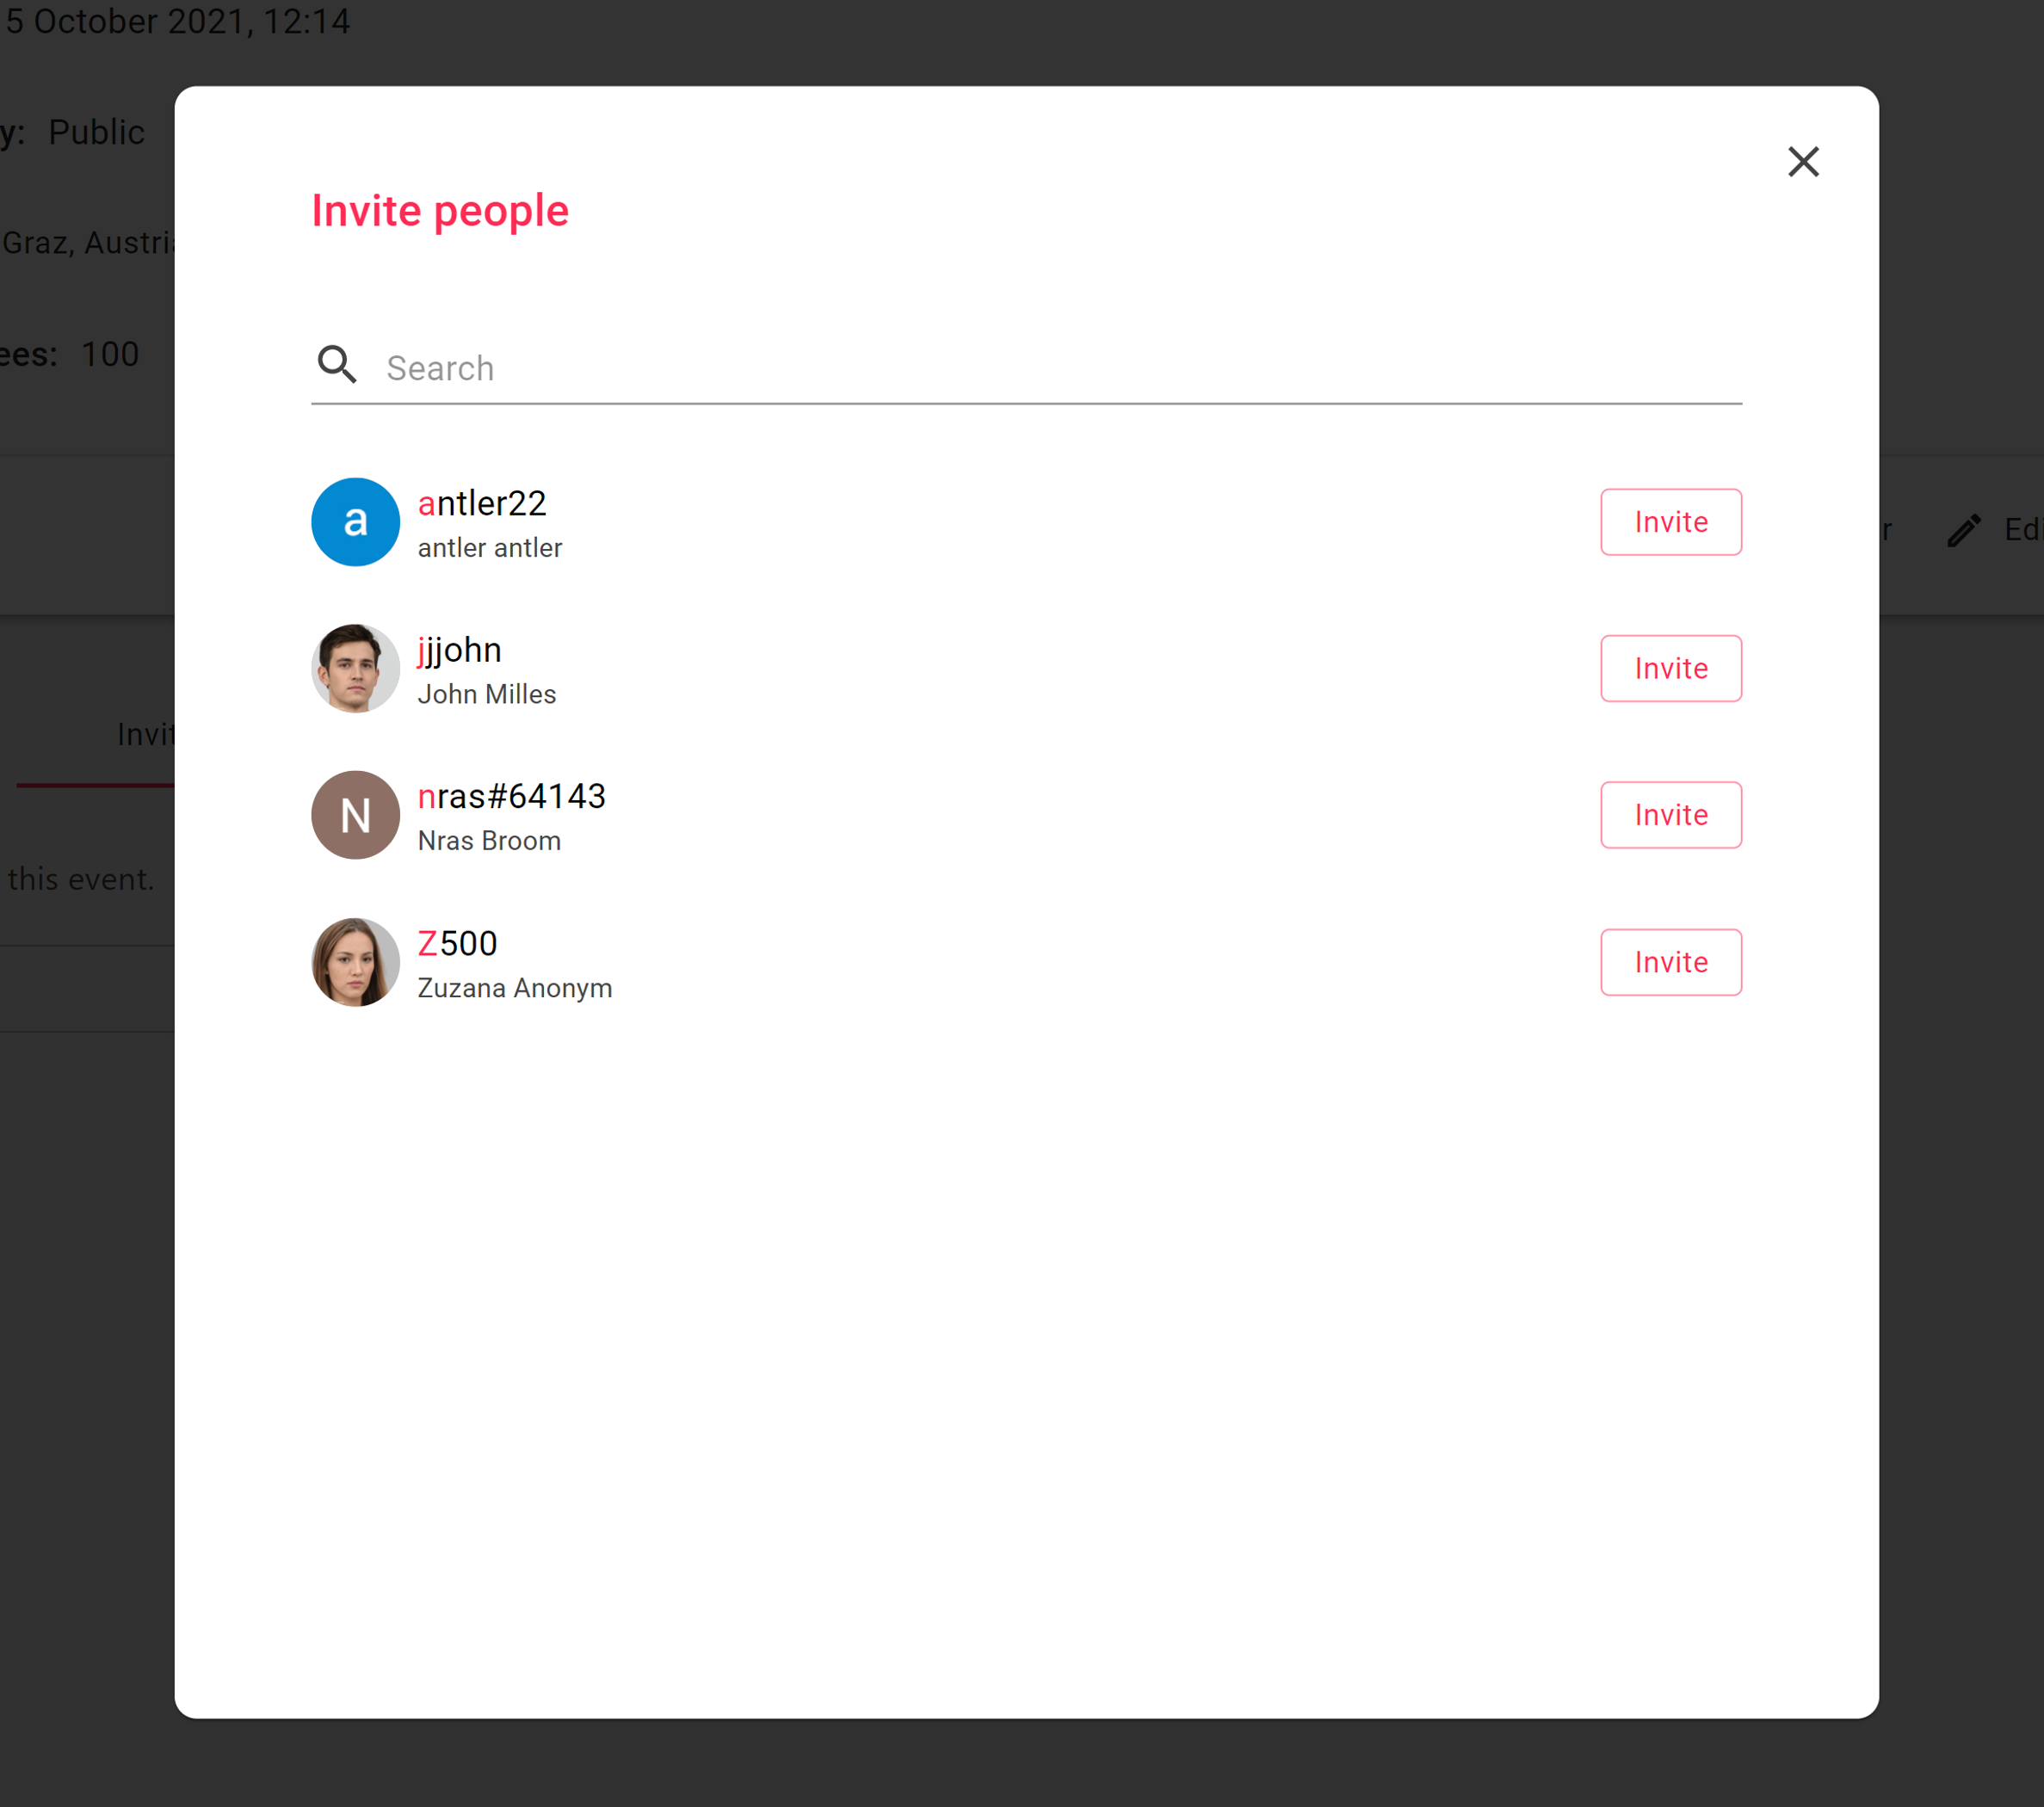 5 October 2021, 12:14
y: Public
Graz, Austria
ees: 100
Invite people
Search
a
antler22
antler antler
Invite
r
Edi
jjjohn
John Milles
Invite
Invit
N
nras#64143
Nras Broom
Invite
this event.
Z500
Zuzana Anonym
Invite